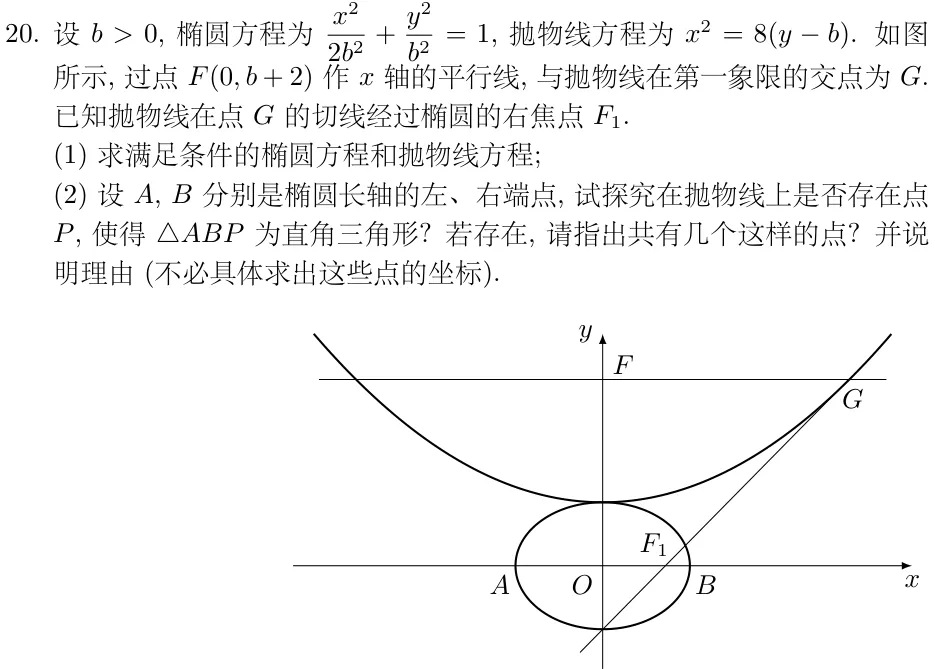 20. 设 b > 0, 椭圆方程为 x²/2b² + y²/b² = 1, 抛物线方程为 x² = 8(y − b). 如图
所示, 过点 F(0, b + 2) 作 x 轴的平行线, 与抛物线在第一象限的交点为 G.
已知抛物线在点 G 的切线经过椭圆的右焦点 F₁.
(1) 求满足条件的椭圆方程和抛物线方程;
(2) 设 A, B 分别是椭圆长轴的左、右端点, 试探究在抛物线上是否存在点
P, 使得 △ABP 为直角三角形? 若存在, 请指出共有几个这样的点? 并说
明理由 (不必具体求出这些点的坐标).
y
F
G
F₁
A
O
B
x